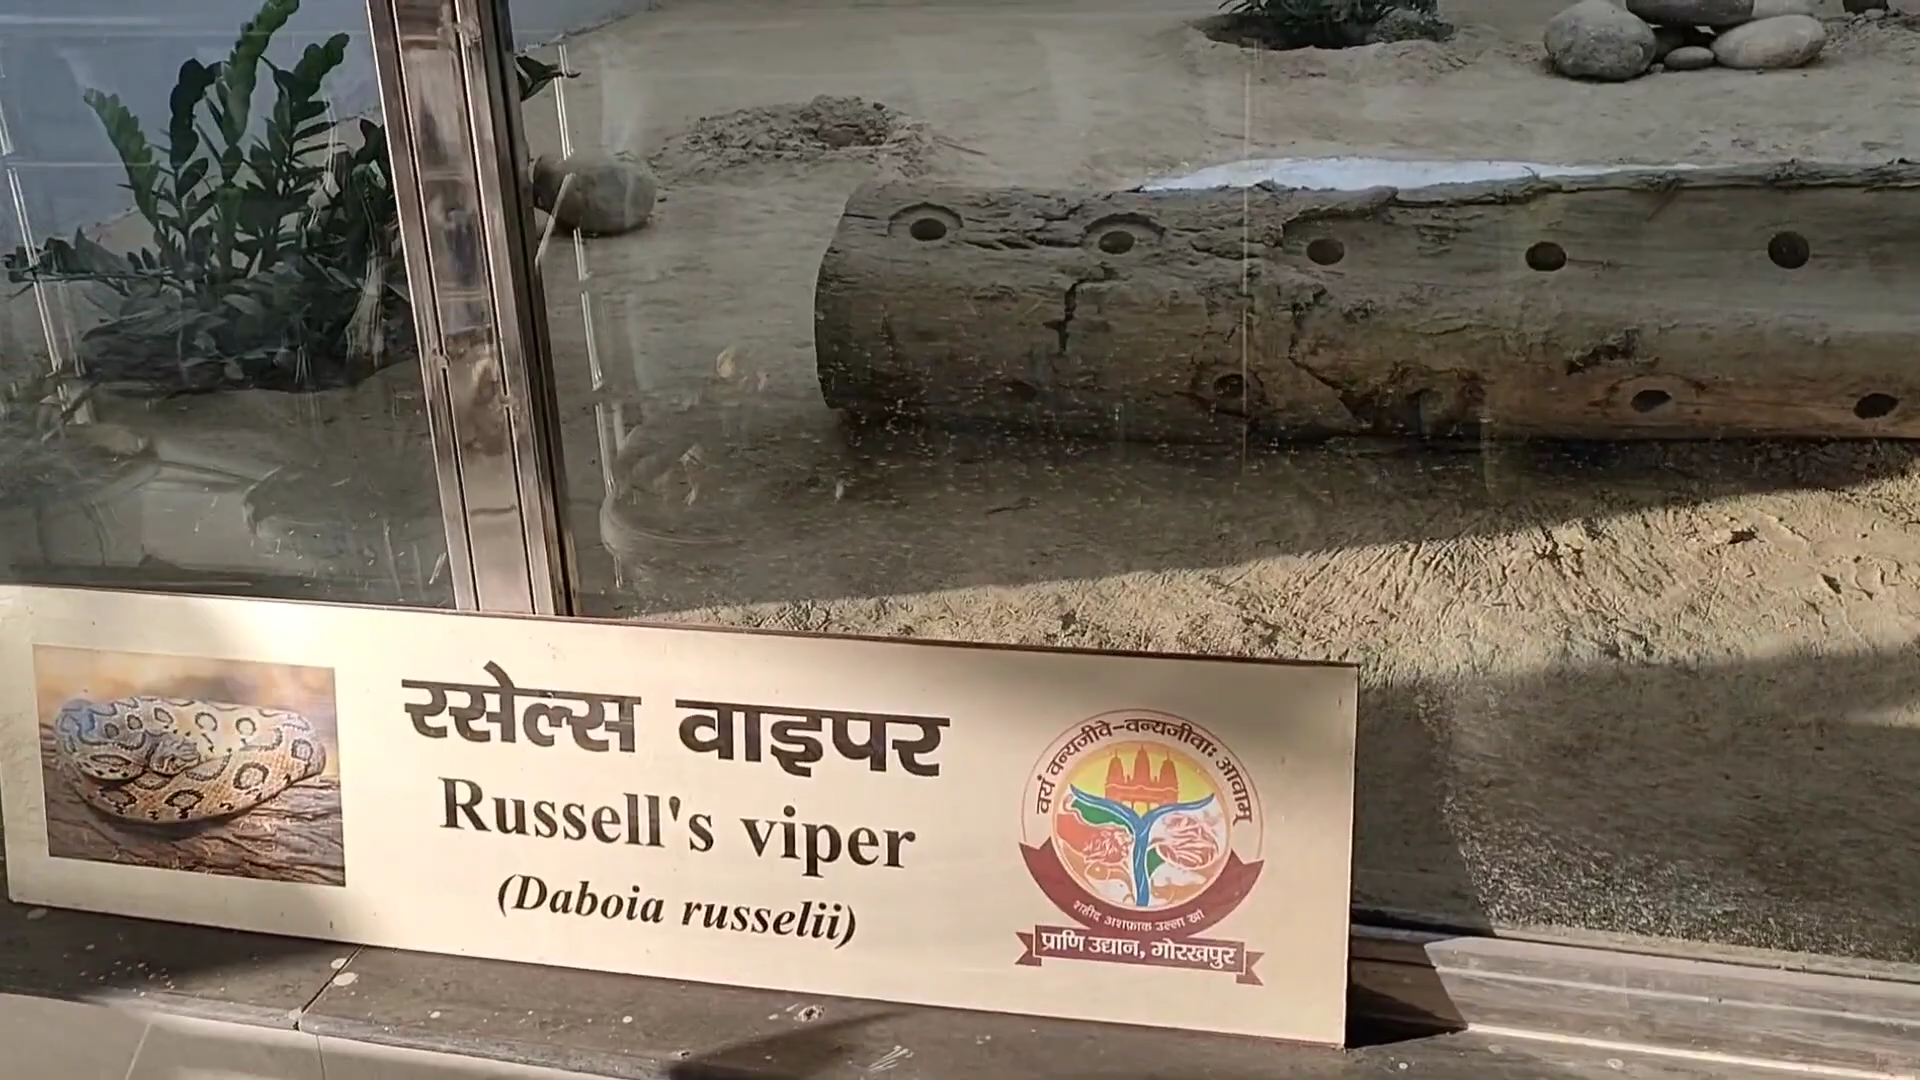 रसेल्स वाइपर
Russell's viper
(Daboia russelii)
वयं वन्यजीवे-वन्यजीवाः आवाम्
शहीद अशफ़ाक उल्ला खाँ
प्राणि उद्यान, गोरखपुर